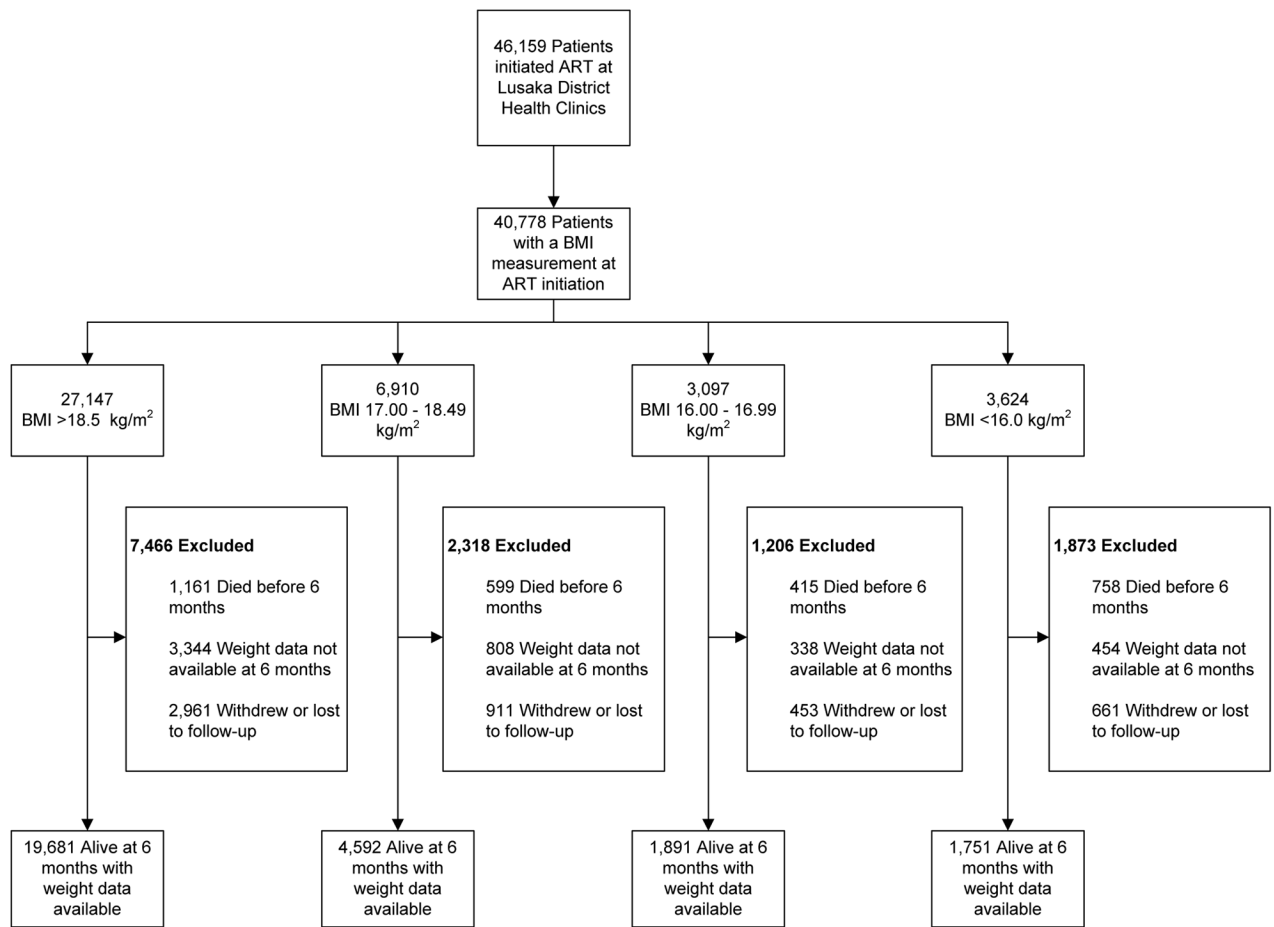 46,159 Patients
initiated ART at
Lusaka District
Health Clinics
40,778 Patients
with a BMI
measurement at
ART initiation
27,147
BMI >18.5 kg/m²
6,910
BMI 17.00 - 18.49
kg/m²
3,097
BMI 16.00 - 16.99
kg/m²
3,624
BMI <16.0 kg/m²
7,466 Excluded
1,161 Died before 6
months
3,344 Weight data not
available at 6 months
2,961 Withdrew or lost
to follow-up
2,318 Excluded
599 Died before 6
months
808 Weight data not
available at 6 months
911 Withdrew or lost
to follow-up
1,206 Excluded
415 Died before 6
months
338 Weight data not
available at 6 months
453 Withdrew or lost
to follow-up
1,873 Excluded
758 Died before 6
months
454 Weight data not
available at 6 months
661 Withdrew or lost
to follow-up
19,681 Alive at 6
months with
weight data
available
4,592 Alive at 6
months with
weight data
available
1,891 Alive at 6
months with
weight data
available
1,751 Alive at 6
months with
weight data
available